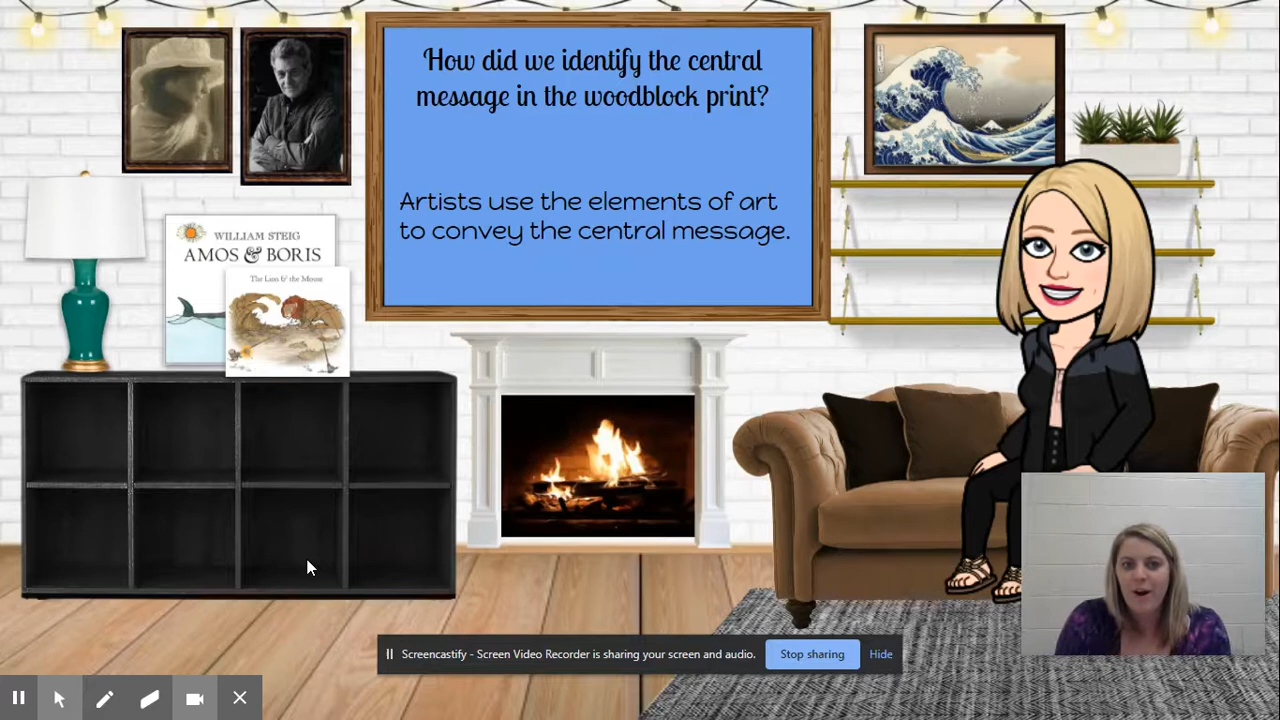 How did we identify the central
message in the woodblock print?
Artists use the elements of art
to convey the central message.
WILLIAM STEIG
AMOS & BORIS
The Lion & the Mouse
Screencastify - Screen Video Recorder is sharing your screen and audio.
Stop sharing
Hide